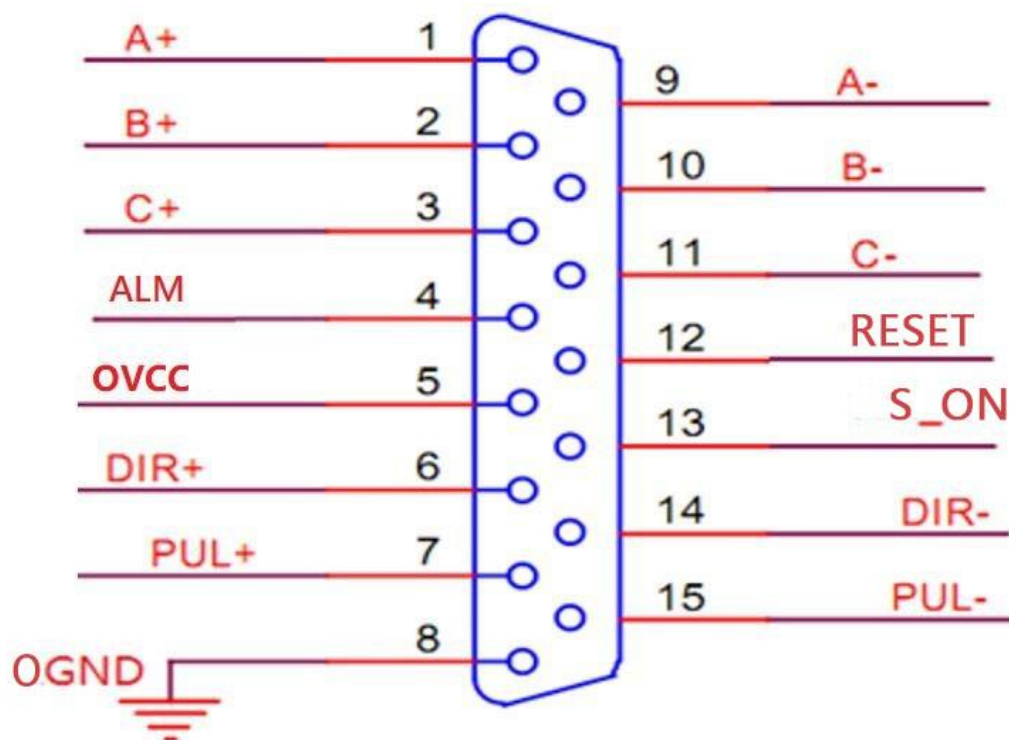 A+ 1
9 A-
B+ 2
10 B-
C+ 3
11 C-
ALM 4
12 RESET
OVCC 5
13 S_ON
DIR+ 6
14 DIR-
PUL+ 7
15 PUL-
8
OGND